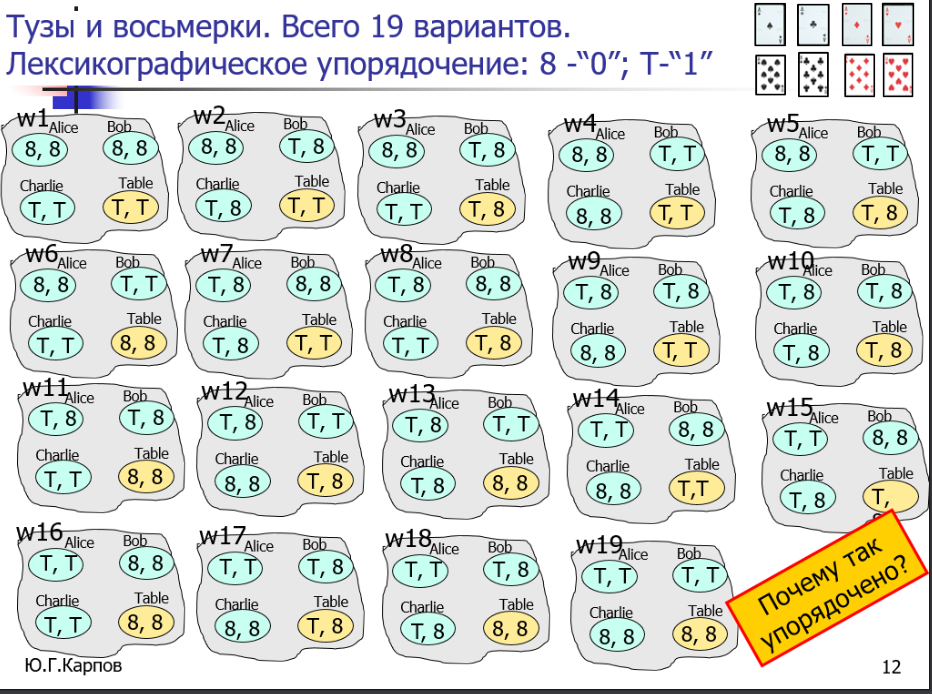 Тузы и восьмерки. Всего 19 вариантов.
Лексикографическое упорядочение: 8 -“0”; Т-“1”
w1
Alice Bob
8, 8 8, 8
Charlie Table
T, T T, T
w2
Alice Bob
8, 8 T, 8
Charlie Table
T, 8 T, T
w3
Alice Bob
8, 8 T, 8
Charlie Table
T, T T, 8
w4
Alice Bob
8, 8 T, T
Charlie Table
8, 8 T, T
w5
Alice Bob
8, 8 T, T
Charlie Table
T, 8 T, 8
w6
Alice Bob
8, 8 T, T
Charlie Table
T, T 8, 8
w7
Alice Bob
T, 8 8, 8
Charlie Table
T, 8 T, T
w8
Alice Bob
T, 8 8, 8
Charlie Table
T, T T, 8
w9
Alice Bob
T, 8 T, 8
Charlie Table
8, 8 T, T
w10
Alice Bob
T, 8 T, 8
Charlie Table
T, 8 T, 8
w11
Alice Bob
T, 8 T, 8
Charlie Table
T, T 8, 8
w12
Alice Bob
T, 8 T, T
Charlie Table
8, 8 T, 8
w13
Alice Bob
T, 8 T, T
Charlie Table
T, 8 8, 8
w14
Alice Bob
T, T 8, 8
Charlie Table
8, 8 T,T
w15
Alice Bob
T, T 8, 8
Charlie Table
T, 8 T,
w16
Alice Bob
T, T 8, 8
Charlie Table
T, T 8, 8
w17
Alice Bob
T, T T, 8
Charlie Table
8, 8 T, 8
w18
Alice Bob
T, T T, 8
Charlie Table
T, 8 8, 8
w19
Alice Bob
T, T T, T
Charlie Table
8, 8 8, 8
Почему так
упорядочено?
Ю.Г.Карпов
12